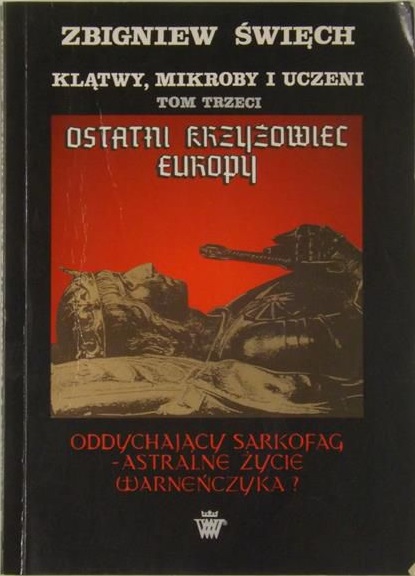 ZBIGNIEW ŚWIĘCH
KLĄTWY, MIKROBY I UCZENI
TOM TRZECI
OSTATNI KRZYŻOWIEC
EUROPY
ODDYCHAJĄCY SARKOFAG
-ASTRALNE ŻYCIE
WARNEŃCZYKA?